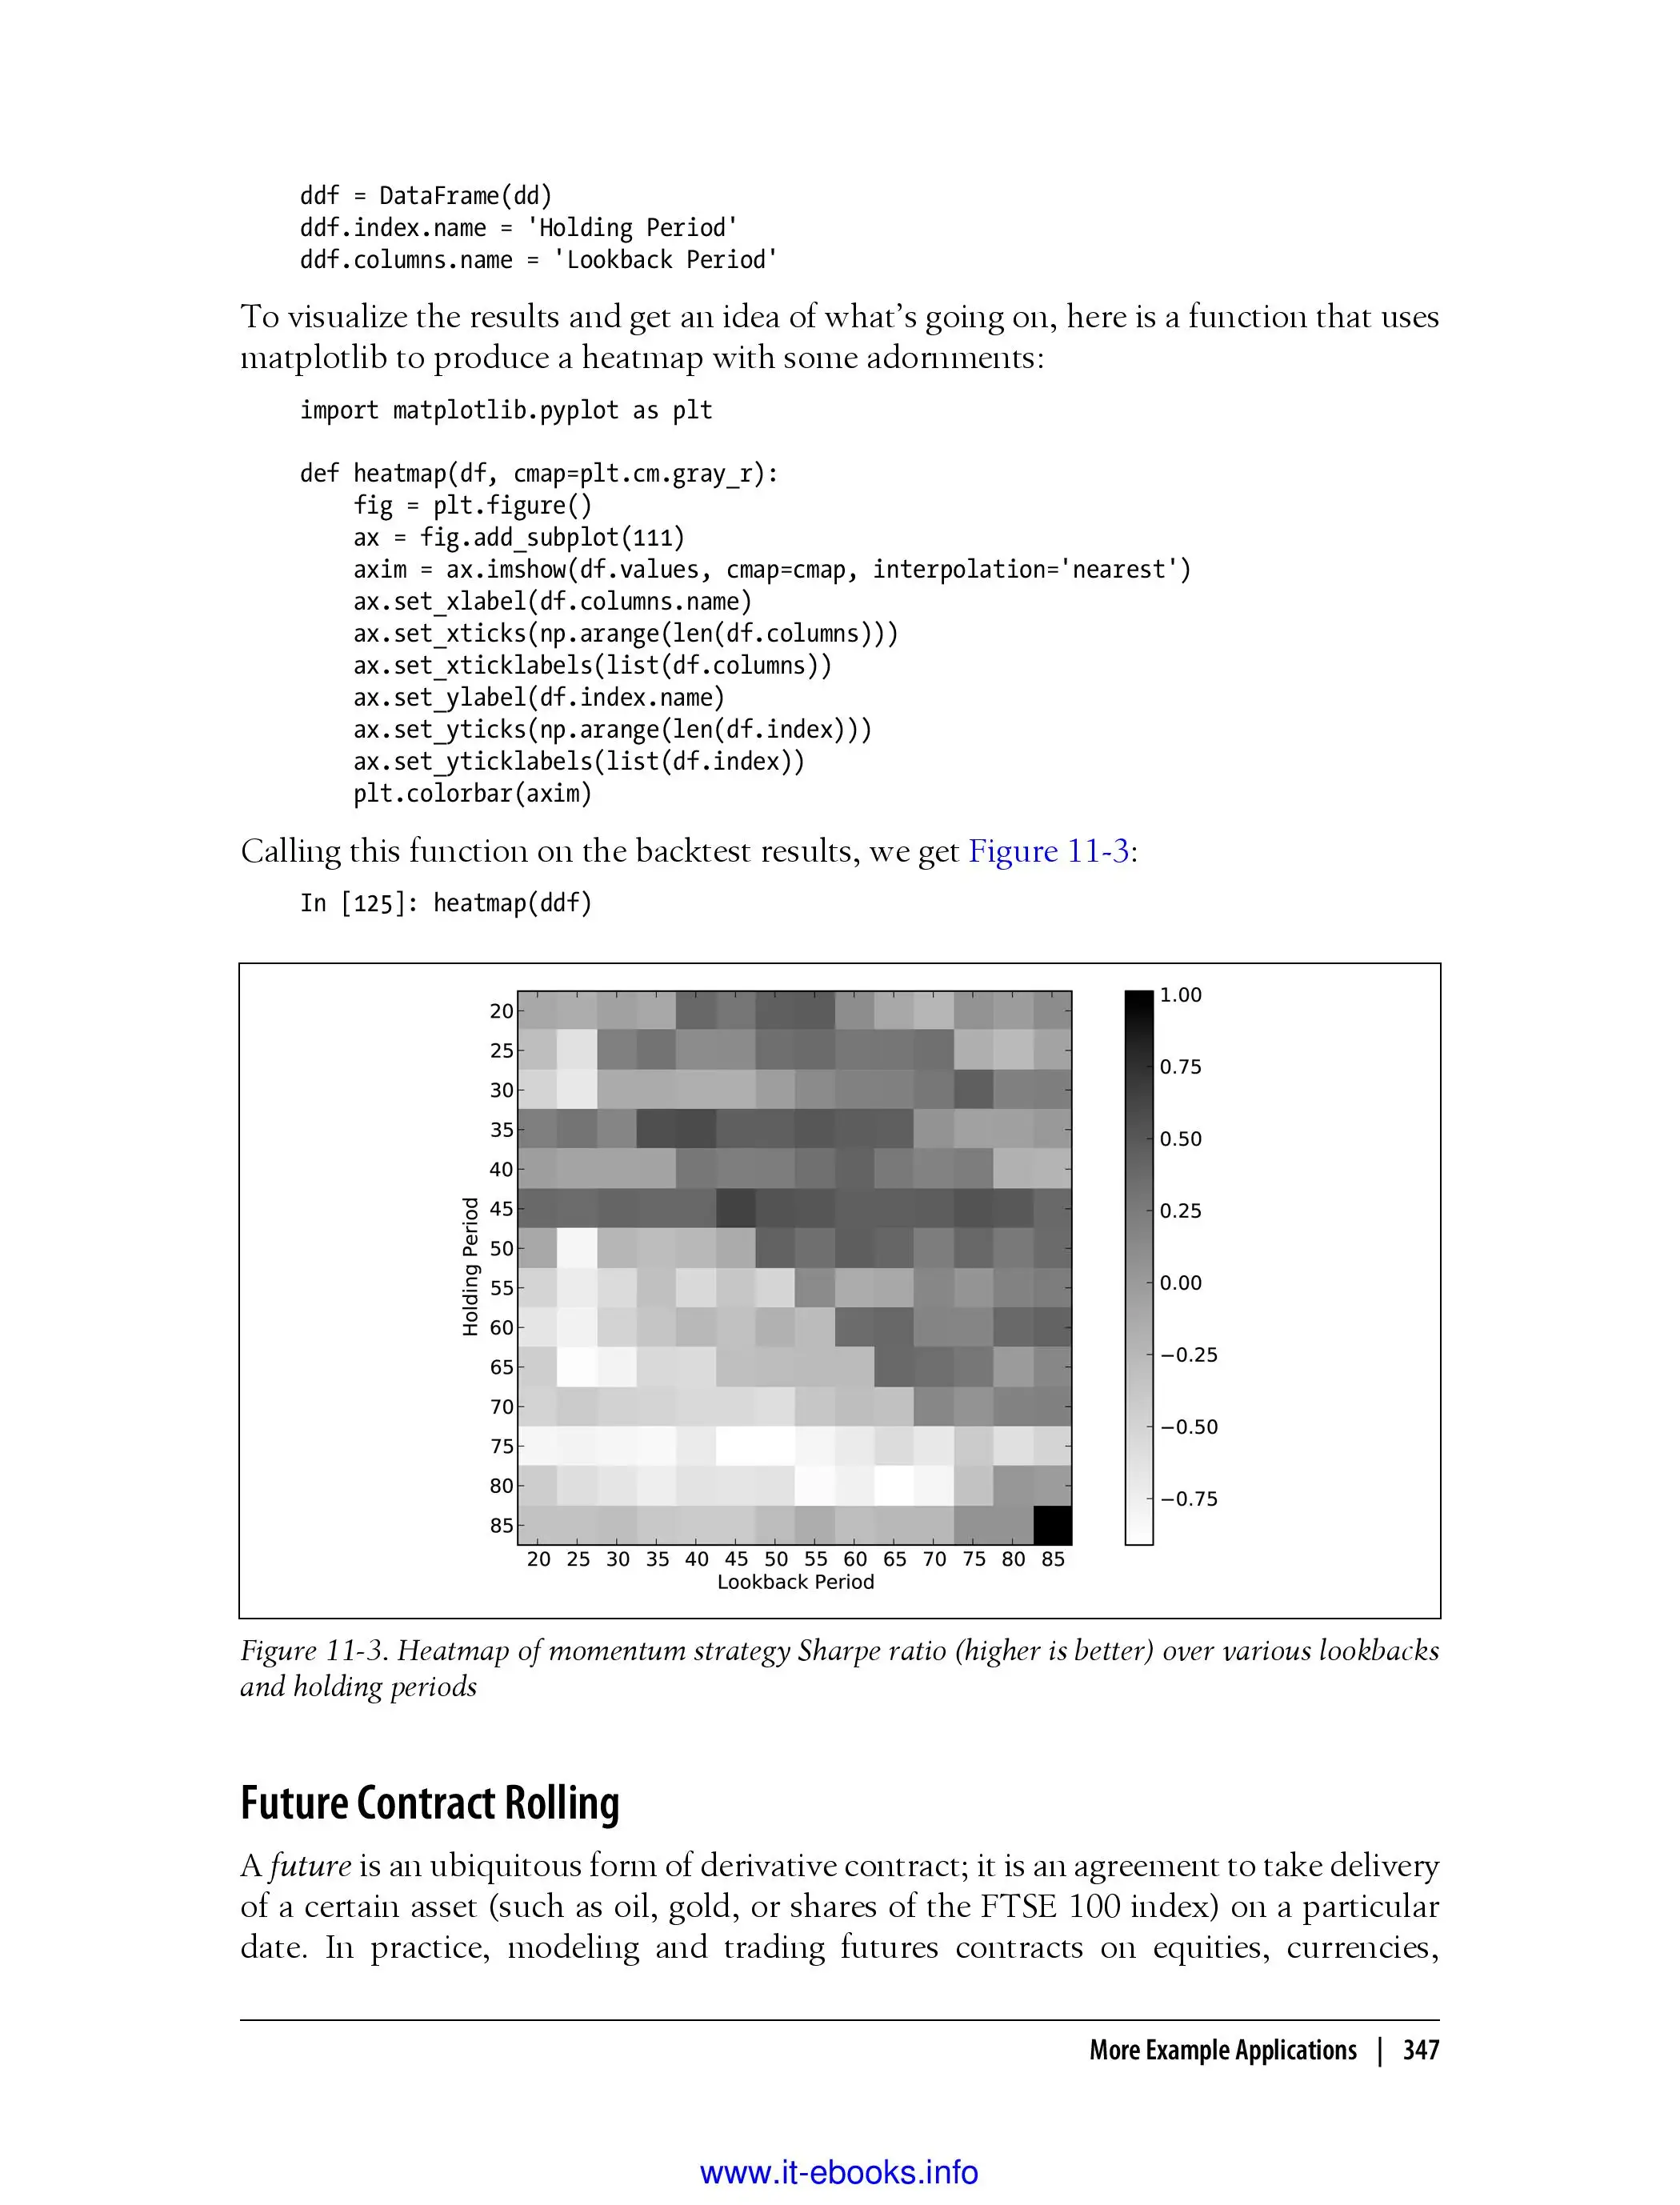 ddf = DataFrame(dd)
ddf.index.name = 'Holding Period'
ddf.columns.name = 'Lookback Period'
To visualize the results and get an idea of what’s going on, here is a function that uses
matplotlib to produce a heatmap with some adornments:
import matplotlib.pyplot as plt
def heatmap(df, cmap=plt.cm.gray_r):
    fig = plt.figure()
    ax = fig.add_subplot(111)
    axim = ax.imshow(df.values, cmap=cmap, interpolation='nearest')
    ax.set_xlabel(df.columns.name)
    ax.set_xticks(np.arange(len(df.columns)))
    ax.set_xticklabels(list(df.columns))
    ax.set_ylabel(df.index.name)
    ax.set_yticks(np.arange(len(df.index)))
    ax.set_yticklabels(list(df.index))
    plt.colorbar(axim)
Calling this function on the backtest results, we get Figure 11-3:
In [125]: heatmap(ddf)
Holding Period
20
25
30
35
40
45
50
55
60
65
70
75
80
85
20 25 30 35 40 45 50 55 60 65 70 75 80 85
Lookback Period
1.00
0.75
0.50
0.25
0.00
−0.25
−0.50
−0.75
Figure 11-3. Heatmap of momentum strategy Sharpe ratio (higher is better) over various lookbacks
and holding periods
Future Contract Rolling
A future is an ubiquitous form of derivative contract; it is an agreement to take delivery
of a certain asset (such as oil, gold, or shares of the FTSE 100 index) on a particular
date. In practice, modeling and trading futures contracts on equities, currencies,
More Example Applications | 347
www.it-ebooks.info